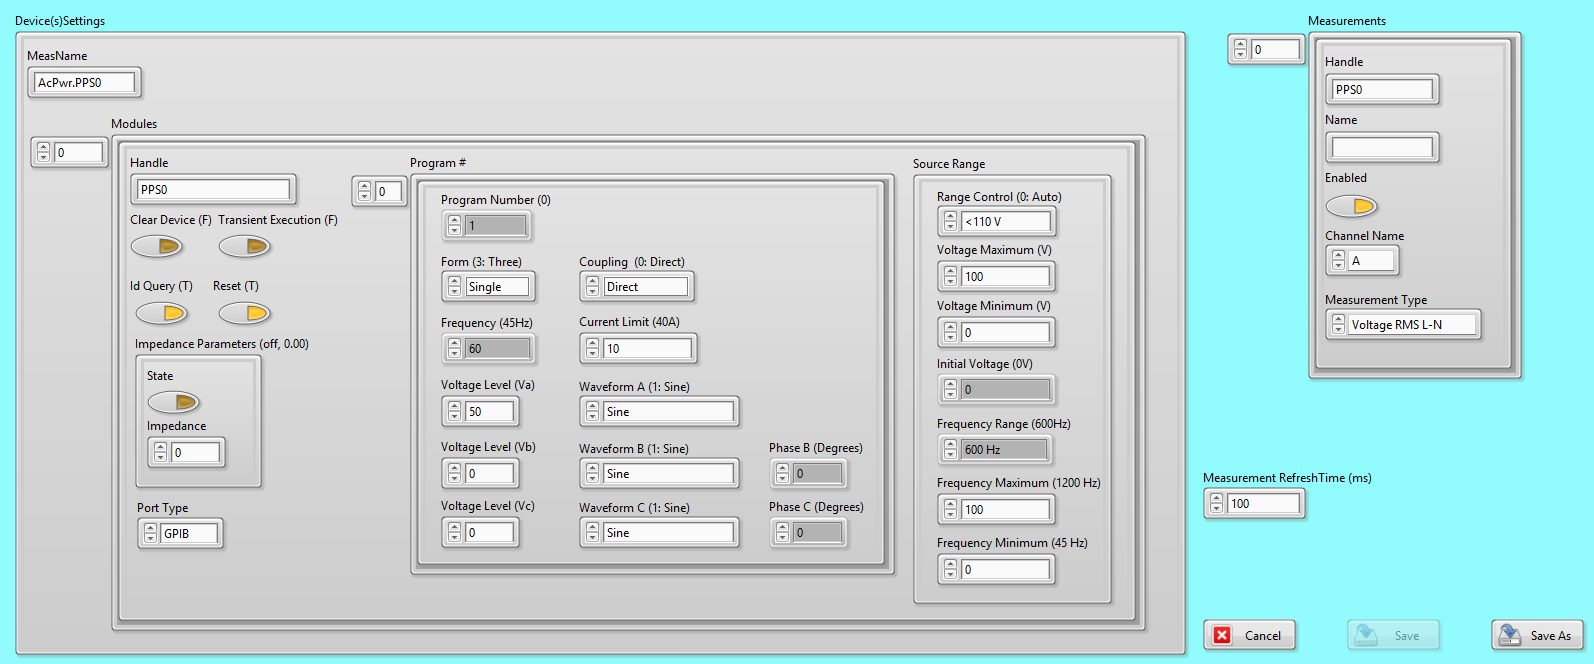 Device(s)Settings
MeasName
AcPwr.PPS0
Modules
0
Handle
PPS0
Clear Device (F) Transient Execution (F)
Id Query (T) Reset (T)
Impedance Parameters (off, 0.00)
State
Impedance
0
Port Type
GPIB
Program #
0
Program Number (0)
1
Form (3: Three) Coupling (0: Direct)
Single Direct
Frequency (45Hz) Current Limit (40A)
60 10
Voltage Level (Va) Waveform A (1: Sine)
50 Sine
Voltage Level (Vb) Waveform B (1: Sine) Phase B (Degrees)
0 Sine 0
Voltage Level (Vc) Waveform C (1: Sine) Phase C (Degrees)
0 Sine 0
Source Range
Range Control (0: Auto)
<110 V
Voltage Maximum (V)
100
Voltage Minimum (V)
0
Initial Voltage (0V)
0
Frequency Range (600Hz)
600 Hz
Frequency Maximum (1200 Hz)
100
Frequency Minimum (45 Hz)
0
Measurements
0
Handle
PPS0
Name
Enabled
Channel Name
A
Measurement Type
Voltage RMS L-N
Measurement RefreshTime (ms)
100
Cancel Save Save As